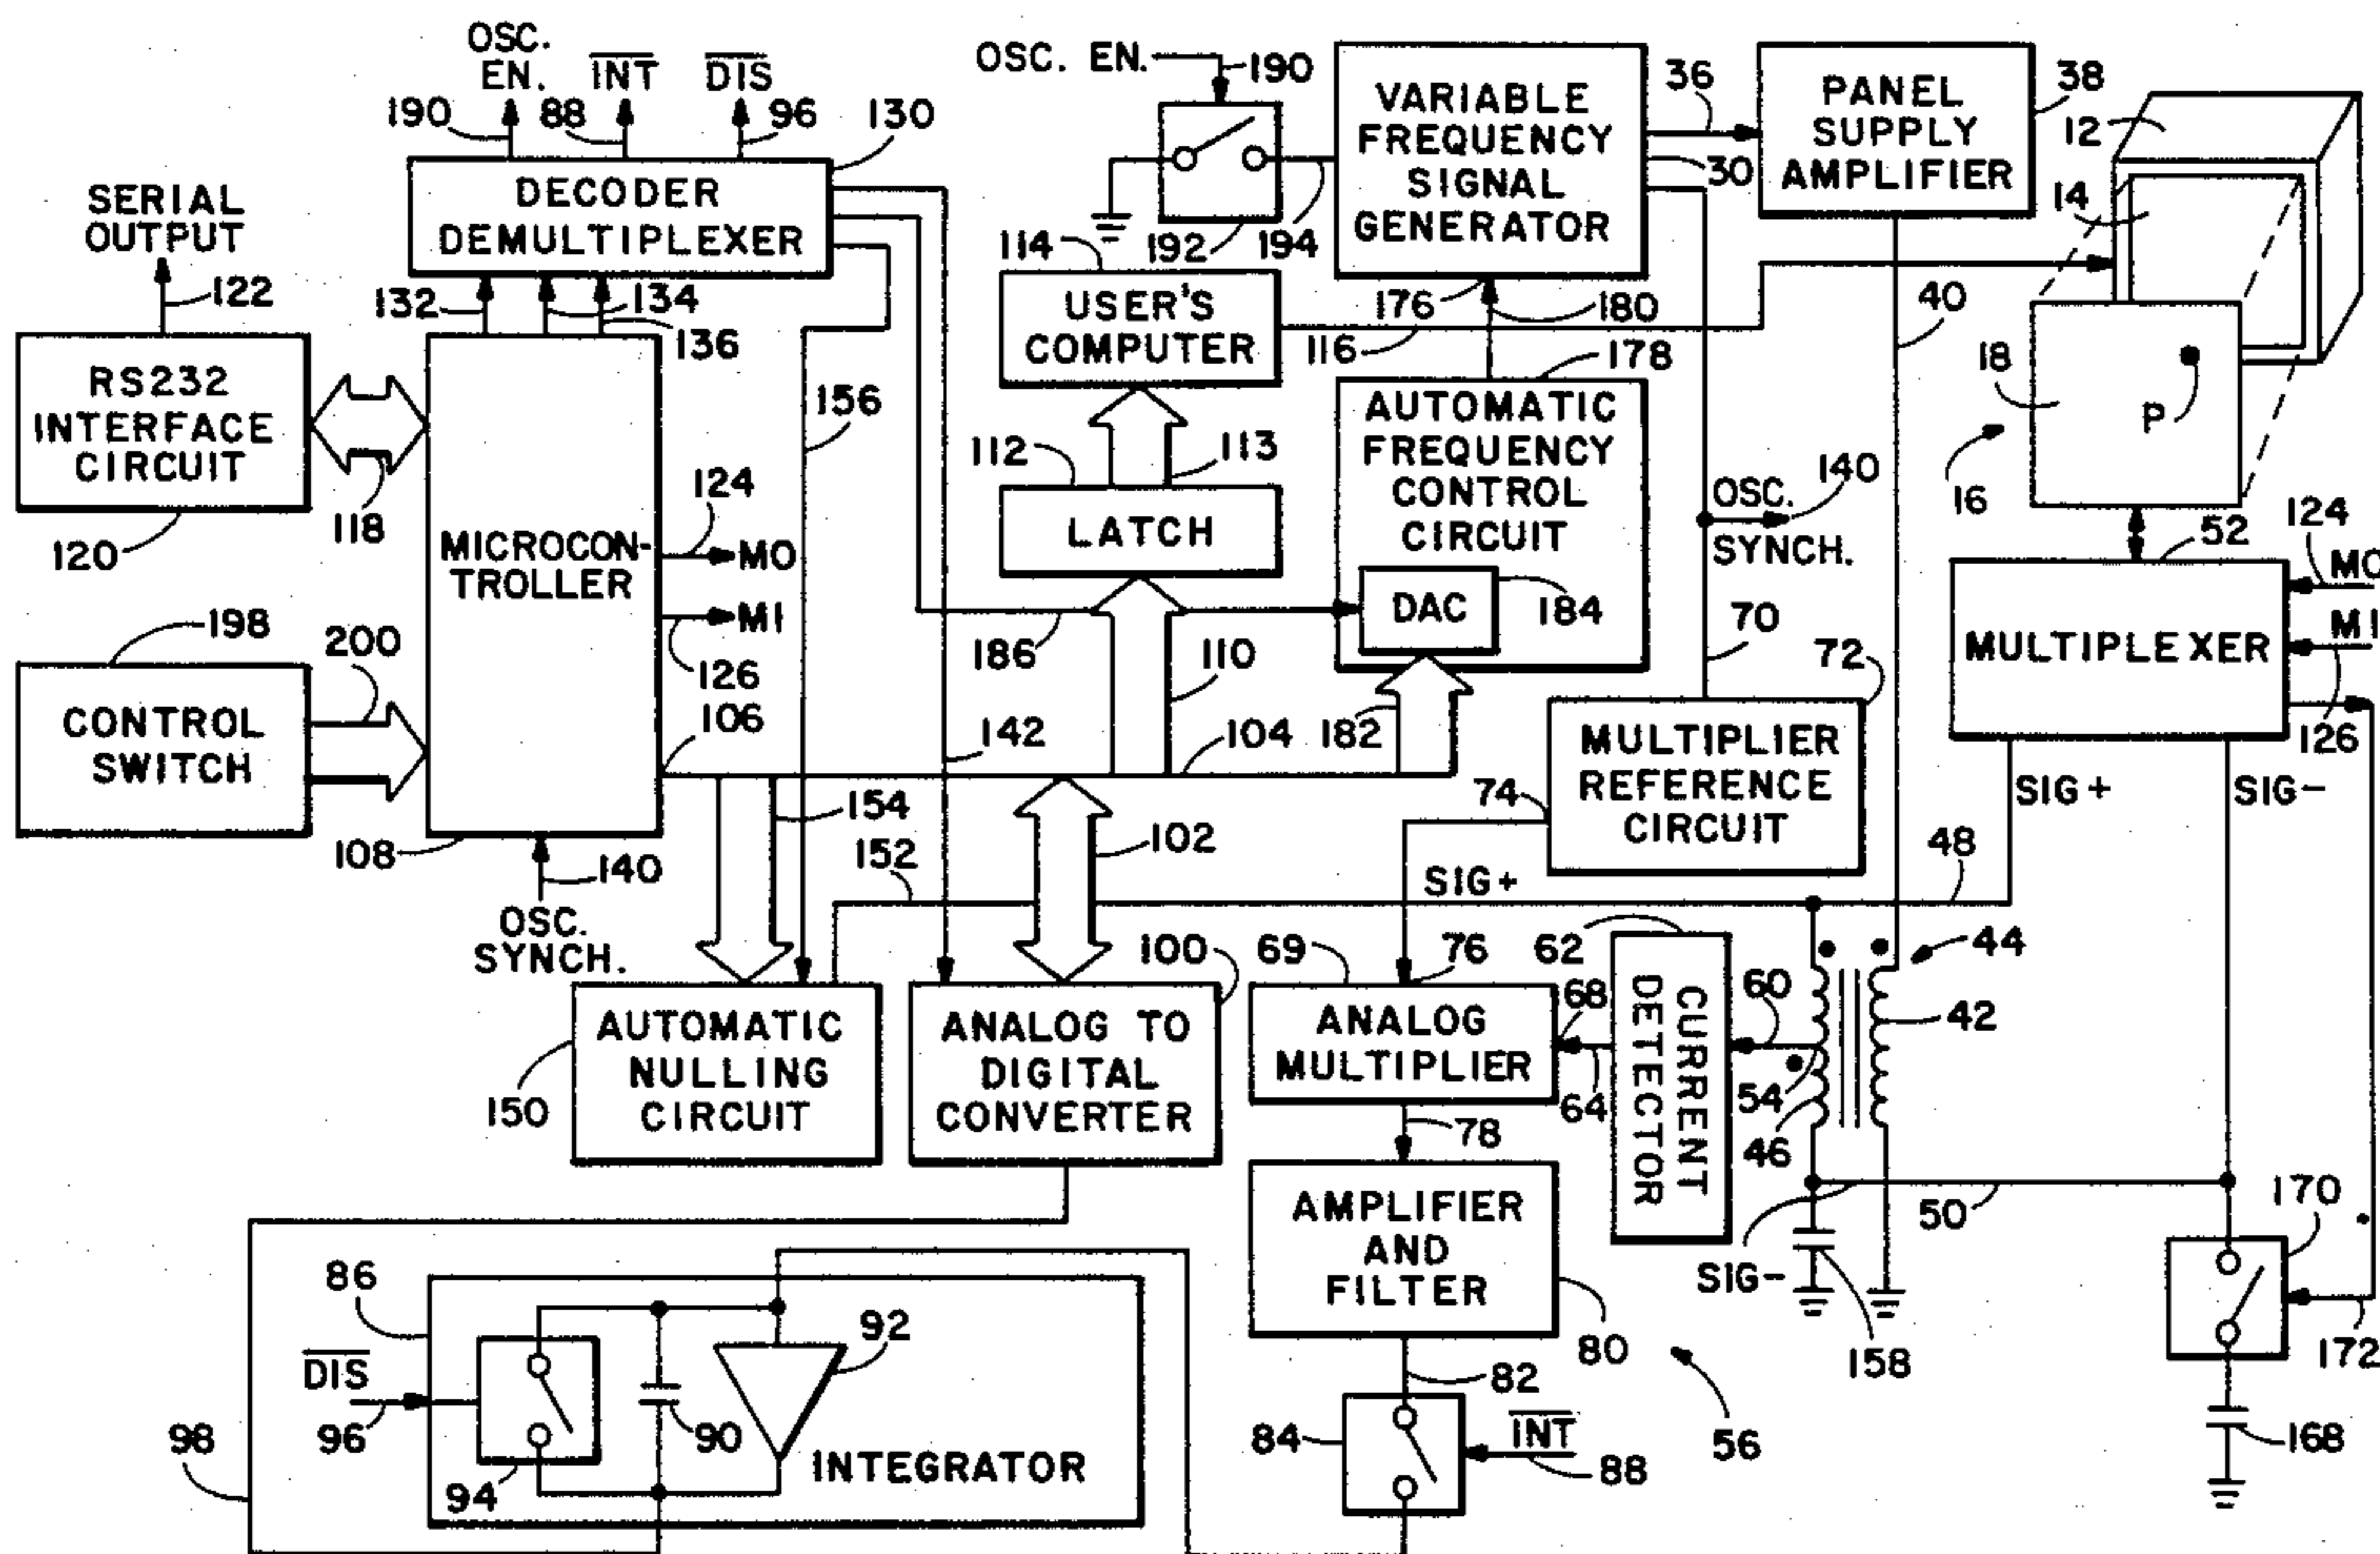 OSC.
EN.
INT
DIS
190
88
96
130
DECODER
DEMULTIPLEXER
SERIAL
OUTPUT
122
132
134
136
RS232
INTERFACE
CIRCUIT
120
118
MICROCON-
TROLLER
124
M0
M1
126
106
198
200
CONTROL
SWITCH
108
140
OSC.
SYNCH.
156
OSC. EN.
190
192
194
VARIABLE
FREQUENCY
SIGNAL
GENERATOR
36
30
PANEL
SUPPLY
AMPLIFIER
38
12
14
114
USER'S
COMPUTER
116
176
180
178
40
18
P
16
112
113
LATCH
AUTOMATIC
FREQUENCY
CONTROL
CIRCUIT
DAC
184
140
OSC.
SYNCH.
52
124
M0
M1
126
MULTIPLEXER
186
110
142
104
182
70
72
MULTIPLIER
REFERENCE
CIRCUIT
74
SIG+
SIG-
154
152
102
SIG+
48
62
44
100
69
76
68
60
42
AUTOMATIC
NULLING
CIRCUIT
150
ANALOG TO
DIGITAL
CONVERTER
ANALOG
MULTIPLIER
64
CURRENT
DETECTOR
54
46
78
AMPLIFIER
AND
FILTER
80
50
SIG-
158
170
172
168
86
DIS
96
98
94
90
92
INTEGRATOR
82
84
INT
88
56